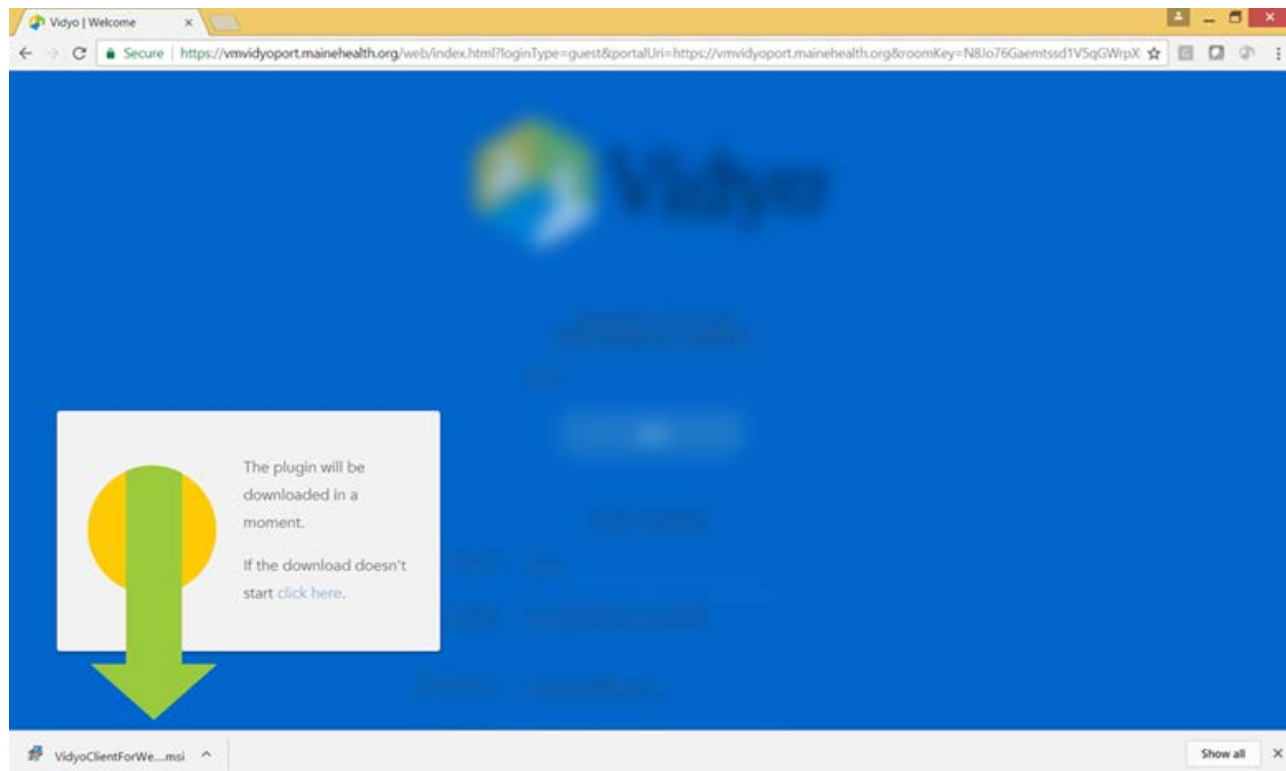 Vidyo | Welcome
Secure | https://vmvidyoport.mainehealth.org/web/index.html?loginType=guest&portalUri=https://vmvidyoport.mainehealth.org&roomKey=N8Jo76Gaemtssd1V5qGWrpX
Vidyo
The plugin will be
downloaded in a
moment.
If the download doesn't
start click here.
VidyoClientForWe....msi
Show all